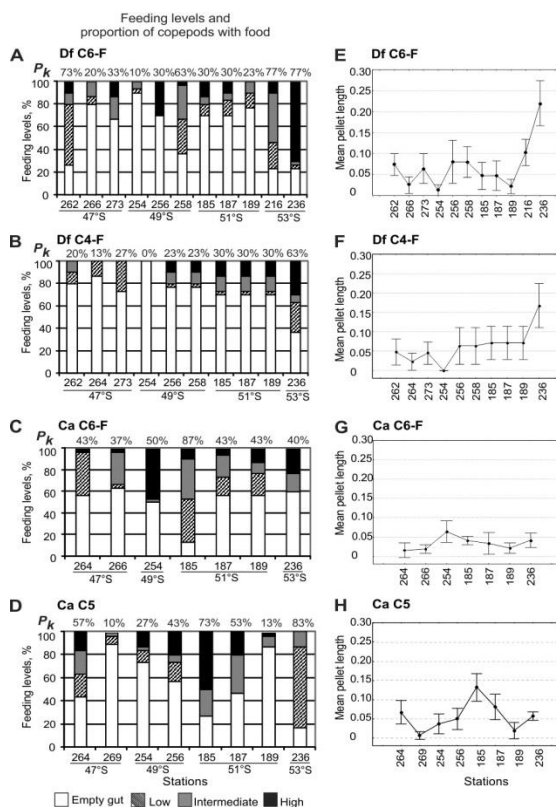 Feeding levels and
proportion of copepods with food
A Df C6-F
Pk 73% 20% 33% 10% 30% 63% 30% 30% 23% 77% 77%
Feeding levels, %
100
80
60
40
20
0
262 266 273 254 256 258 185 187 189 216 236
47°S 49°S 51°S 53°S
E Df C6-F
Mean pellet length
0.30
0.25
0.20
0.15
0.10
0.05
0
262 266 273 254 256 258 185 187 189 216 236
B Df C4-F
Pk 20% 13% 27% 0% 23% 23% 30% 30% 30% 63%
Feeding levels, %
100
80
60
40
20
0
262 264 273 254 256 258 185 187 189 236
47°S 49°S 51°S 53°S
F Df C4-F
Mean pellet length
0.30
0.25
0.20
0.15
0.10
0.05
0
262 264 273 254 256 258 185 187 189 236
C Ca C6-F
Pk 43% 37% 50% 87% 43% 43% 40%
Feeding levels, %
100
80
60
40
20
0
264 266 254 185 187 189 236
47°S 49°S 51°S 53°S
G Ca C6-F
Mean pellet length
0.30
0.25
0.20
0.15
0.10
0.05
0
264 266 254 185 187 189 236
D Ca C5
Pk 57% 10% 27% 43% 73% 53% 13% 83%
Feeding levels, %
100
80
60
40
20
0
264 269 254 256 185 187 189 236
47°S 49°S 51°S 53°S
Stations
H Ca C5
Mean pellet length
0.30
0.25
0.20
0.15
0.10
0.05
0
264 269 254 256 185 187 189 236
Stations
Empty gut Low Intermediate High